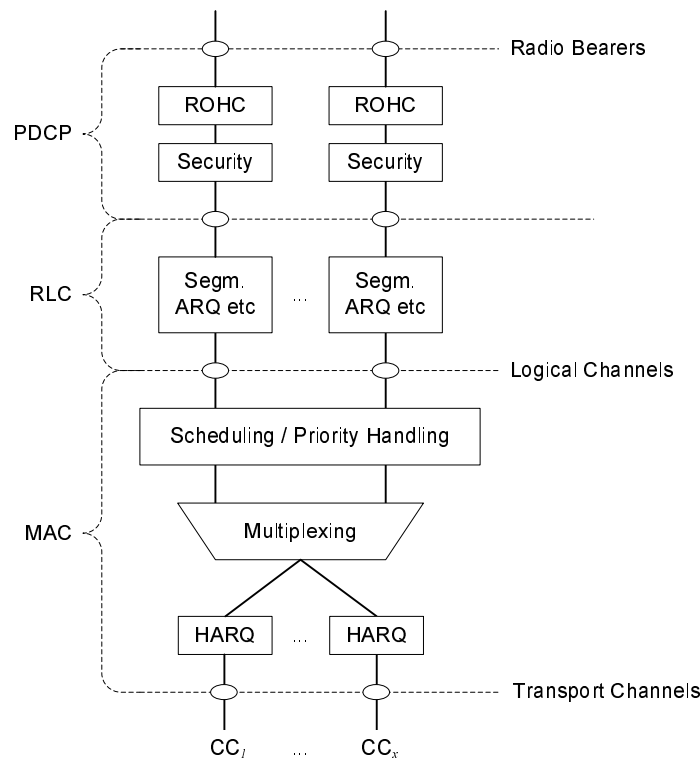 Radio Bearers
ROHC
ROHC
PDCP
Security
Security
Segm.
ARQ etc
...
Segm.
ARQ etc
RLC
Logical Channels
Scheduling / Priority Handling
Multiplexing
MAC
HARQ
...
HARQ
Transport Channels
CCl
...
CCx